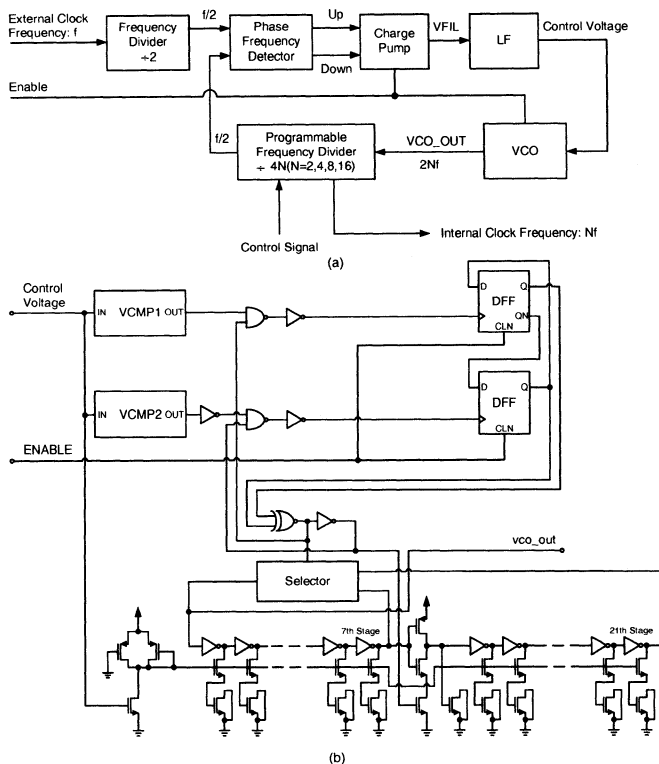 External Clock
Frequency: f
Frequency
Divider
÷2
f/2
Phase
Frequency
Detector
Up
Down
Charge
Pump
VFIL
LF
Control Voltage
Enable
f/2
Programmable
Frequency Divider
÷ 4N(N=2,4,8,16)
VCO_OUT
2Nf
VCO
Control Signal
Internal Clock Frequency: Nf
(a)
Control
Voltage
IN VCMP1 OUT
D Q
DFF
QN
CLN
IN VCMP2 OUT
D Q
DFF
CLN
ENABLE
vco_out
Selector
7th Stage
21th Stage
(b)